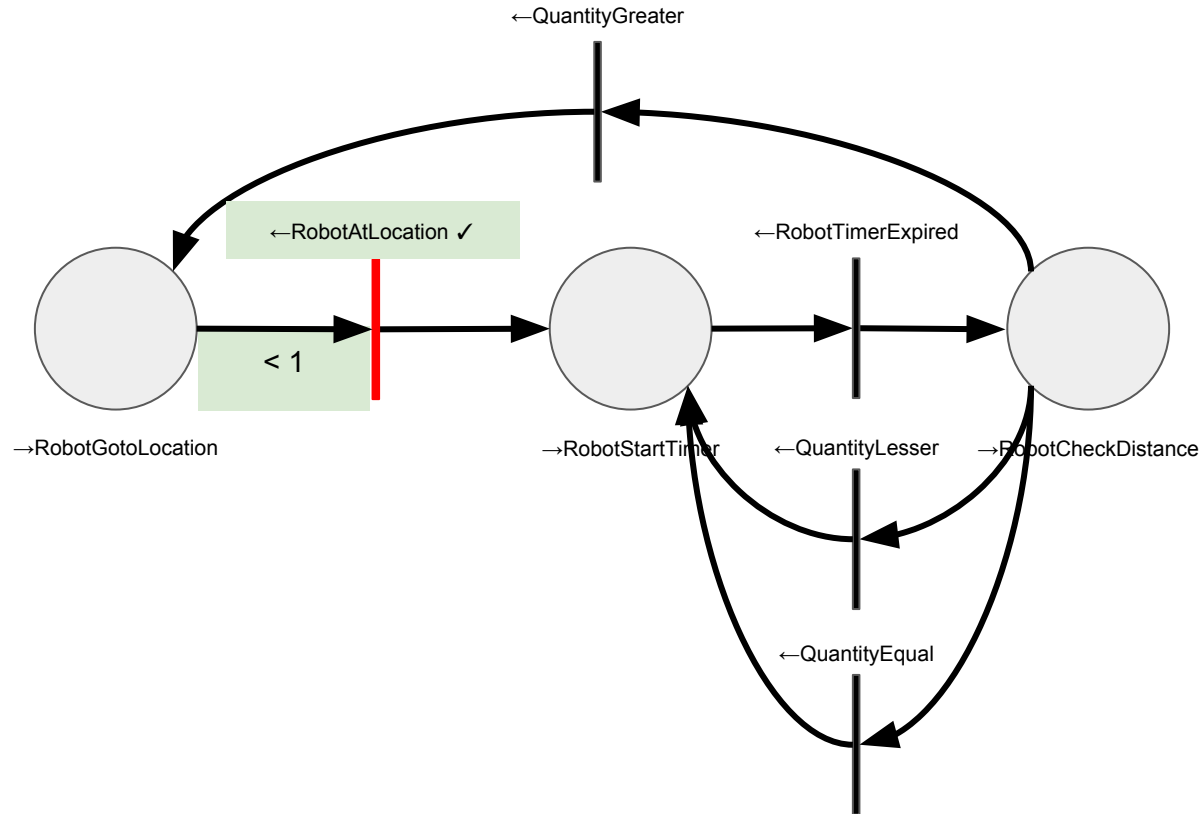 ←QuantityGreater
←RobotAtLocation ✓
←RobotTimerExpired
< 1
→RobotGotoLocation
→RobotStartTimer
←QuantityLesser
→RobotCheckDistance
←QuantityEqual